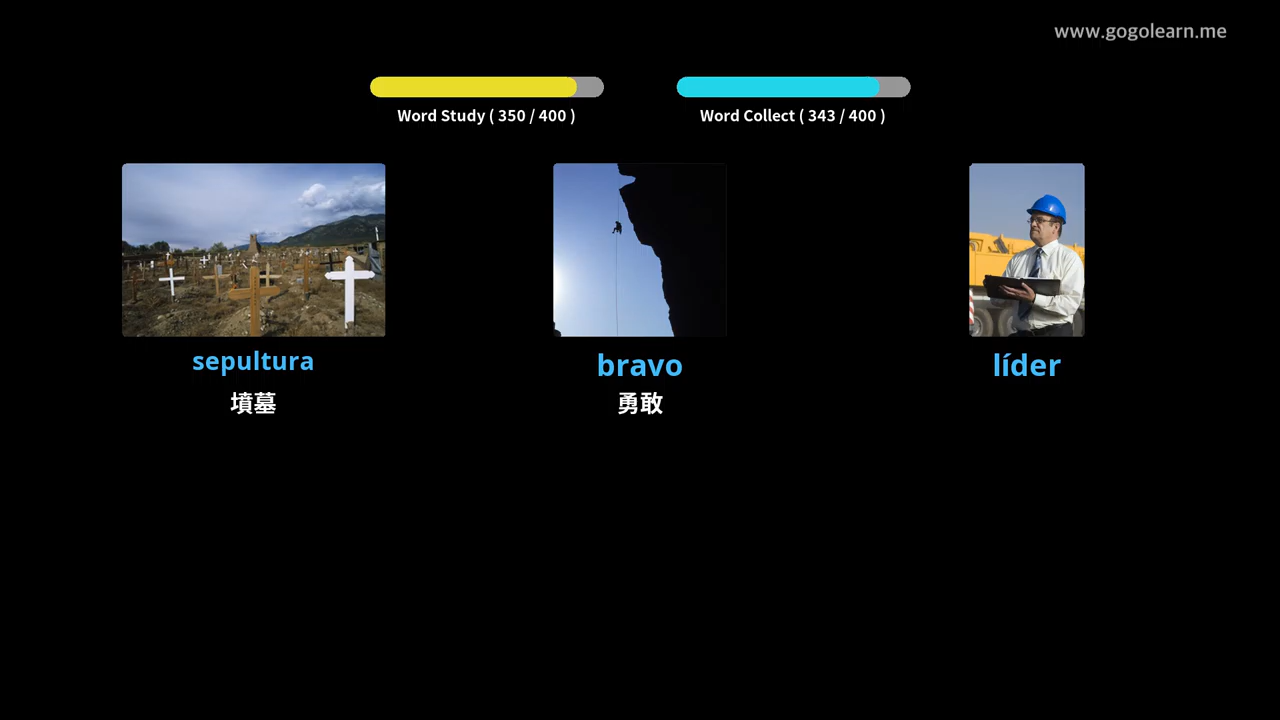 www.gogolearn.me
Word Study ( 350 / 400 )
Word Collect ( 343 / 400 )
sepultura
bravo
líder
墳墓
勇敢